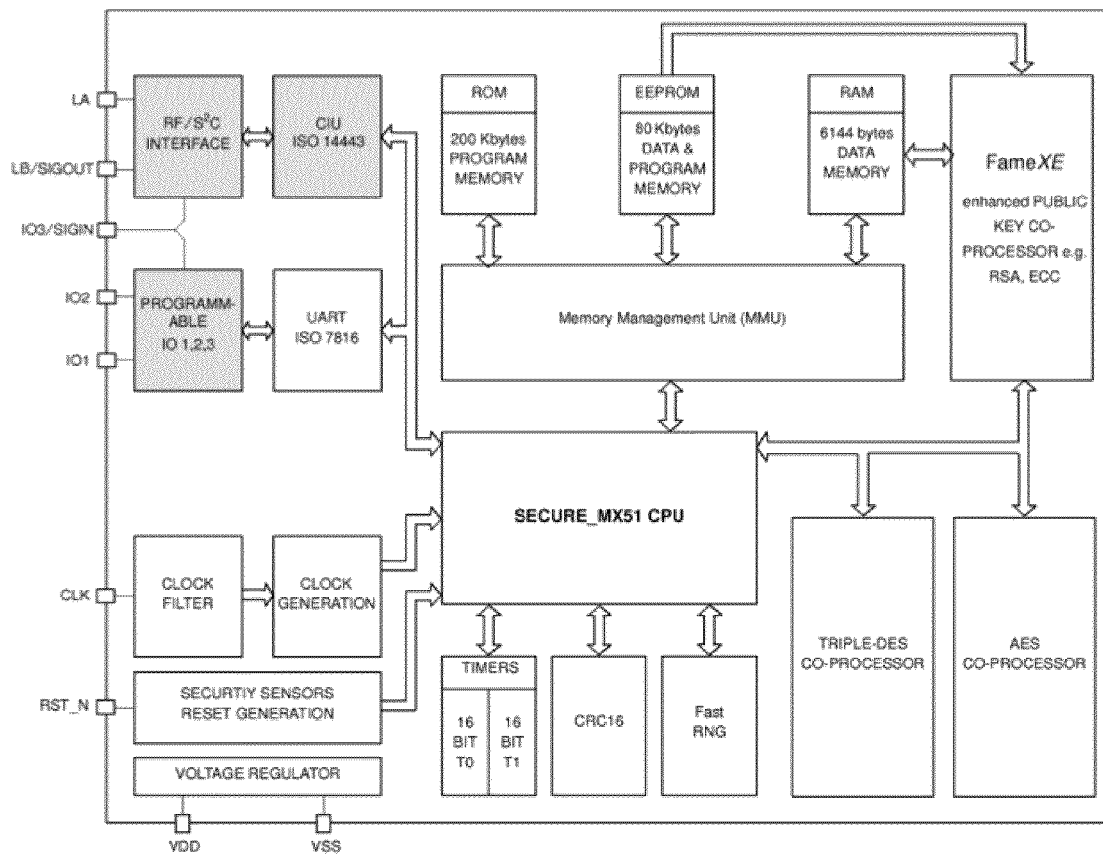 LA
LB/SIGOUT
IO3/SIGIN
IO2
IO1
CLK
RST_N
VDD
VSS
RF/S²C
INTERFACE
CIU
ISO 14443
PROGRAMM-
ABLE
IO 1,2,3
UART
ISO 7816
ROM
200 Kbytes
PROGRAM
MEMORY
EEPROM
80 Kbytes
DATA &
PROGRAM
MEMORY
RAM
6144 bytes
DATA
MEMORY
FameXE
enhanced PUBLIC
KEY CO-
PROCESSOR e.g.
RSA, ECC
Memory Management Unit (MMU)
SECURE_MX51 CPU
CLOCK
FILTER
CLOCK
GENERATION
SECURTIY SENSORS
RESET GENERATION
VOLTAGE REGULATOR
TIMERS
16
BIT
T0
16
BIT
T1
CRC16
Fast
RNG
TRIPLE-DES
CO-PROCESSOR
AES
CO-PROCESSOR